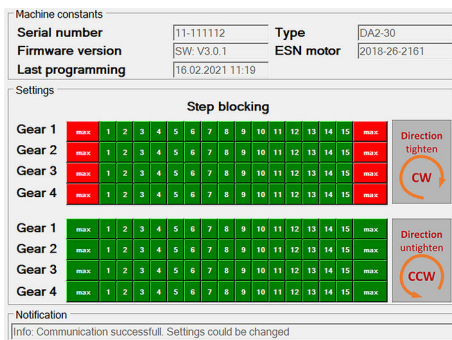 Machine constants
Serial number 11-111112 Type DA2-30
Firmware version SW: V3.0.1 ESN motor 2018-26-2161
Last programming 16.02.2021 11:19
Settings
Step blocking
Gear 1 max 1 2 3 4 5 6 7 8 9 10 11 12 13 14 15 max
Gear 2 max 1 2 3 4 5 6 7 8 9 10 11 12 13 14 15 max
Gear 3 max 1 2 3 4 5 6 7 8 9 10 11 12 13 14 15 max
Gear 4 max 1 2 3 4 5 6 7 8 9 10 11 12 13 14 15 max
Direction
tighten
CW
Gear 1 max 1 2 3 4 5 6 7 8 9 10 11 12 13 14 15 max
Gear 2 max 1 2 3 4 5 6 7 8 9 10 11 12 13 14 15 max
Gear 3 max 1 2 3 4 5 6 7 8 9 10 11 12 13 14 15 max
Gear 4 max 1 2 3 4 5 6 7 8 9 10 11 12 13 14 15 max
Direction
untighten
CCW
Notification
Info: Communication successfull. Settings could be changed